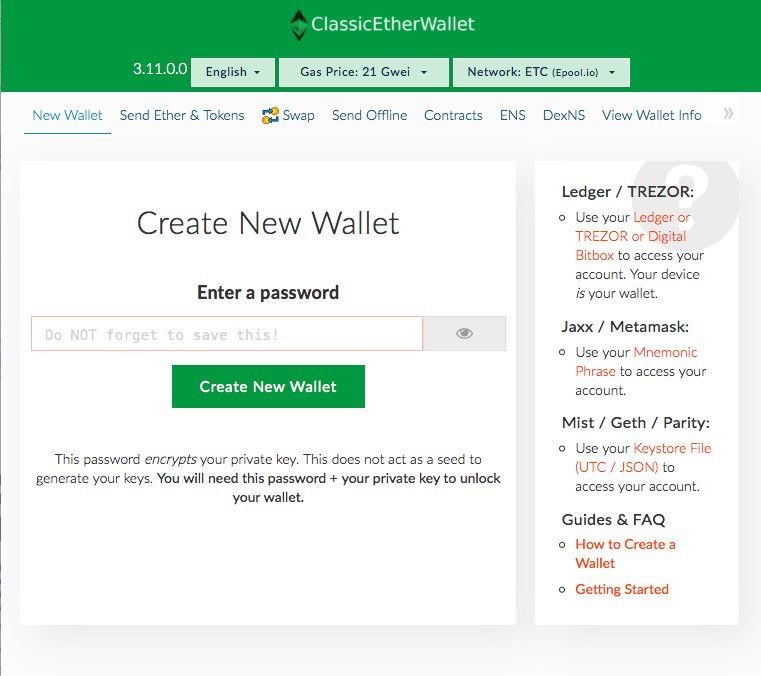 ClassicEtherWallet
3.11.0.0 English Gas Price: 21 Gwei Network: ETC (Epool.io)
New Wallet Send Ether & Tokens Swap Send Offline Contracts ENS DexNS View Wallet Info »
Create New Wallet
Enter a password
Do NOT forget to save this!
Create New Wallet
This password encrypts your private key. This does not act as a seed to
generate your keys. You will need this password + your private key to unlock
your wallet.
?
Ledger / TREZOR:
Use your Ledger or
TREZOR or Digital
Bitbox to access your
account. Your device
is your wallet.
Jaxx / Metamask:
Use your Mnemonic
Phrase to access your
account.
Mist / Geth / Parity:
Use your Keystore File
(UTC / JSON) to
access your account.
Guides & FAQ
How to Create a
Wallet
Getting Started